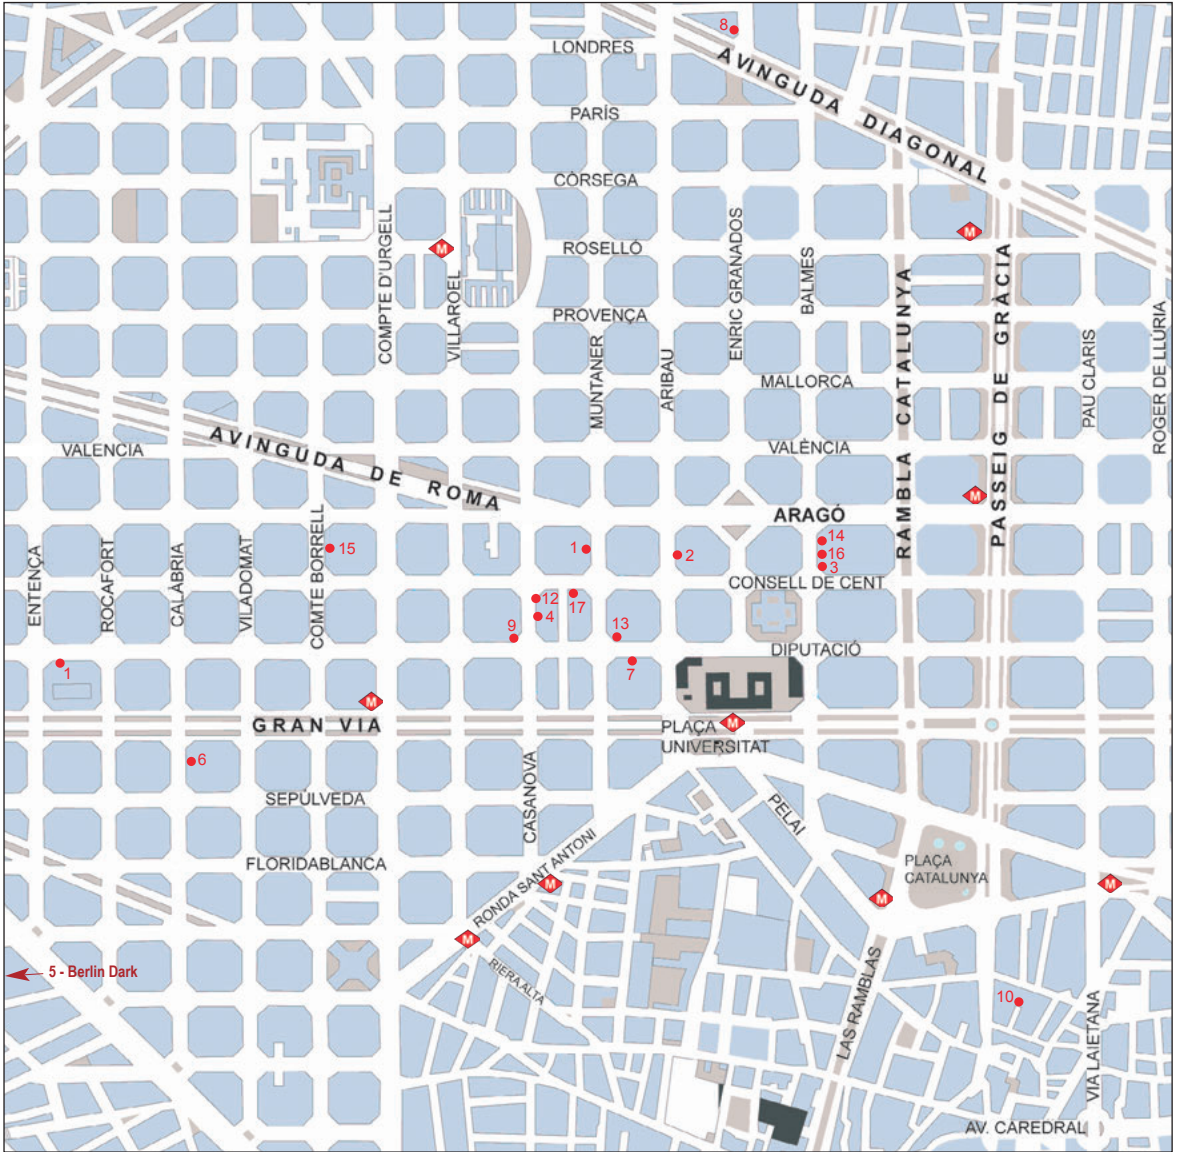 8
LONDRES
AVINGUDA DIAGONAL
PARÍS
CÒRSEGA
COMPTE D'URGELL
M
VILLAROEL
ROSELLÓ
ENRIC GRANADOS
BALMES
M
PROVENÇA
MUNTANER
ARIBAU
RAMBLA CATALUNYA
PASSEIG DE GRÀCIA
PAU CLARIS
ROGER DE LLÚRIA
MALLORCA
VALENCIA
AVINGUDA DE ROMA
VALÈNCIA
M
ARAGÓ
ENTENÇA
ROCAFORT
CALÀBRIA
VILADOMAT
COMTE BORRELL
15
1
2
14
16
3
CONSELL DE CENT
12
17
4
9
13
DIPUTACIÓ
1
7
M
GRAN VIA
M
PLAÇA
UNIVERSITAT
6
CASANOVA
SEPÚLVEDA
PELAI
FLORIDABLANCA
RONDA SANT ANTONI
PLAÇA
CATALUNYA
M
M
M
M
RIERA ALTA
5 - Berlin Dark
LAS RAMBLAS
10
VIA LAIETANA
AV. CAREDRAL